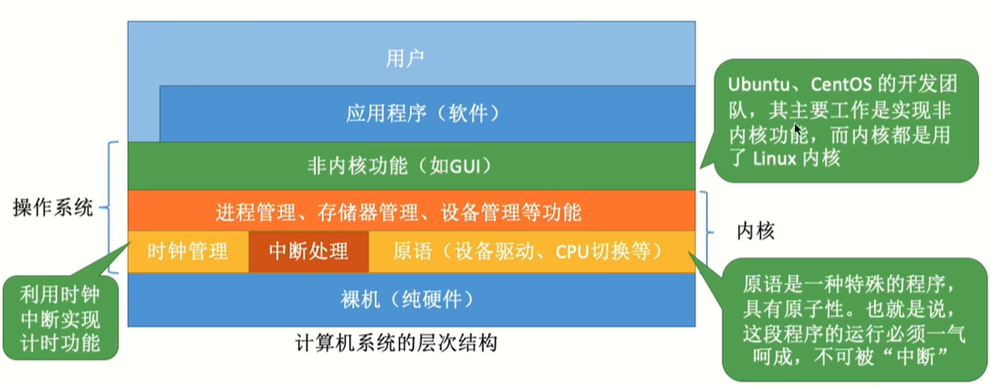 用户
应用程序（软件）
Ubuntu、CentOS 的开发团
队，其主要工作是实现非
内核功能，而内核都是用
了 Linux 内核
非内核功能（如GUI）
操作系统
进程管理、存储器管理、设备管理等功能
时钟管理
中断处理
原语（设备驱动、CPU切换等）
内核
利用时钟
中断实现
计时功能
裸机（纯硬件）
原语是一种特殊的程序，
具有原子性。也就是说，
这段程序的运行必须一气
呵成，不可被“中断”
计算机系统的层次结构